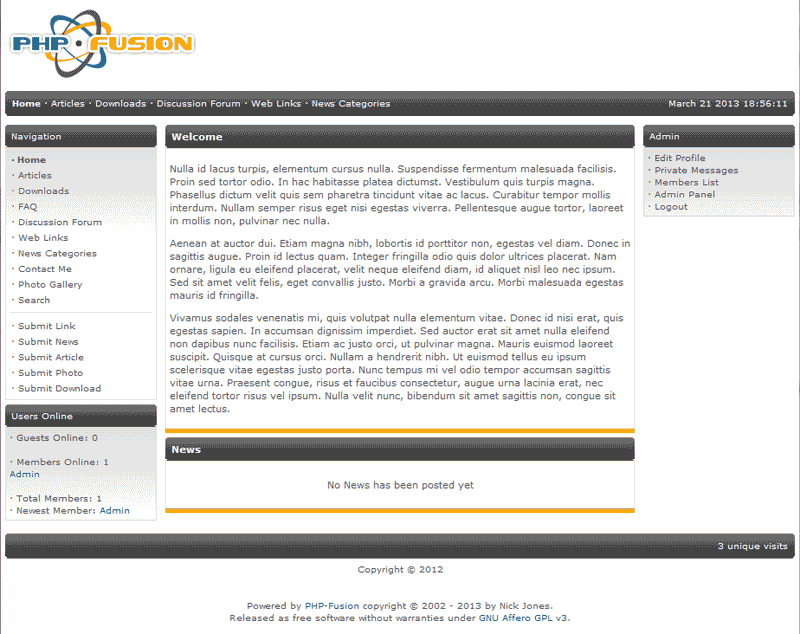 PHP·FUSION
Home · Articles · Downloads · Discussion Forum · Web Links · News Categories
March 21 2013 18:56:11
Navigation
· Home
· Articles
· Downloads
· FAQ
· Discussion Forum
· Web Links
· News Categories
· Contact Me
· Photo Gallery
· Search
· Submit Link
· Submit News
· Submit Article
· Submit Photo
· Submit Download
Users Online
· Guests Online: 0
· Members Online: 1
Admin
· Total Members: 1
· Newest Member: Admin
Welcome
Nulla id lacus turpis, elementum cursus nulla. Suspendisse fermentum malesuada facilisis.
Proin sed tortor odio. In hac habitasse platea dictumst. Vestibulum quis turpis magna.
Phasellus dictum velit quis sem pharetra tincidunt vitae ac lacus. Curabitur tempor mollis
interdum. Nullam semper risus eget nisi egestas viverra. Pellentesque augue tortor, laoreet
in mollis non, pulvinar nec nulla.
Aenean at auctor dui. Etiam magna nibh, lobortis id porttitor non, egestas vel diam. Donec in
sagittis augue. Proin id lectus quam. Integer fringilla odio quis dolor ultrices placerat. Nam
ornare, ligula eu eleifend placerat, velit neque eleifend diam, id aliquet nisl leo nec ipsum.
Sed sit amet velit felis, eget convallis justo. Morbi a gravida arcu. Morbi malesuada egestas
mauris id fringilla.
Vivamus sodales venenatis mi, quis volutpat nulla elementum vitae. Donec id nisi erat, quis
egestas sapien. In accumsan dignissim imperdiet. Sed auctor erat sit amet nulla eleifend
non dapibus nunc facilisis. Etiam ac justo orci, ut pulvinar magna. Mauris euismod laoreet
suscipit. Quisque at cursus orci. Nullam a hendrerit nibh. Ut euismod tellus eu ipsum
scelerisque vitae egestas justo porta. Nunc tempus mi vel odio tempor accumsan sagittis
vitae urna. Praesent congue, risus et faucibus consectetur, augue urna lacinia erat, nec
eleifend tortor risus vel ipsum. Nulla velit nunc, bibendum sit amet sagittis non, congue sit
amet lectus.
News
No News has been posted yet
Admin
· Edit Profile
· Private Messages
· Members List
· Admin Panel
· Logout
3 unique visits
Copyright © 2012
Powered by PHP-Fusion copyright © 2002 - 2013 by Nick Jones.
Released as free software without warranties under GNU Affero GPL v3.